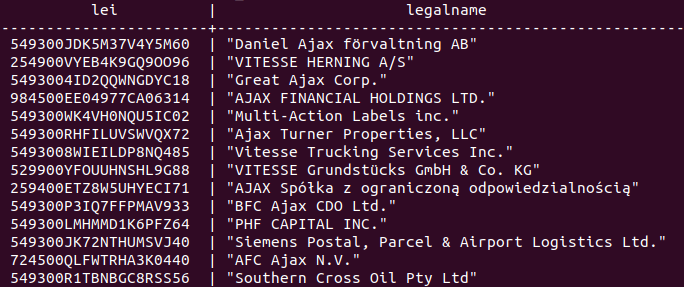 lei | legalname
549300JDK5M37V4Y5M60 | "Daniel Ajax förvaltning AB"
254900VYEB4K9GQ9OO96 | "VITESSE HERNING A/S"
5493004ID2QQWNGDYC18 | "Great Ajax Corp."
984500EE04977CA06314 | "AJAX FINANCIAL HOLDINGS LTD."
549300WK4VH0NQU5IC02 | "Multi-Action Labels inc."
549300RHFILUVSWVQX72 | "Ajax Turner Properties, LLC"
5493008WIEILDP8NQ485 | "Vitesse Trucking Services Inc."
529900YFOUUHNSHL9G88 | "VITESSE Grundstücks GmbH & Co. KG"
259400ETZ8W5UHYECI71 | "AJAX Spółka z ograniczoną odpowiedzialnością"
549300P3IQ7FFPMAV933 | "BFC Ajax CDO Ltd."
549300LMHMMD1K6PFZ64 | "PHF CAPITAL INC."
549300JK72NTHUMSVJ40 | "Siemens Postal, Parcel & Airport Logistics Ltd."
724500QLFWTRHA3K0440 | "AFC Ajax N.V."
549300R1TBNBGC8RSS56 | "Southern Cross Oil Pty Ltd"